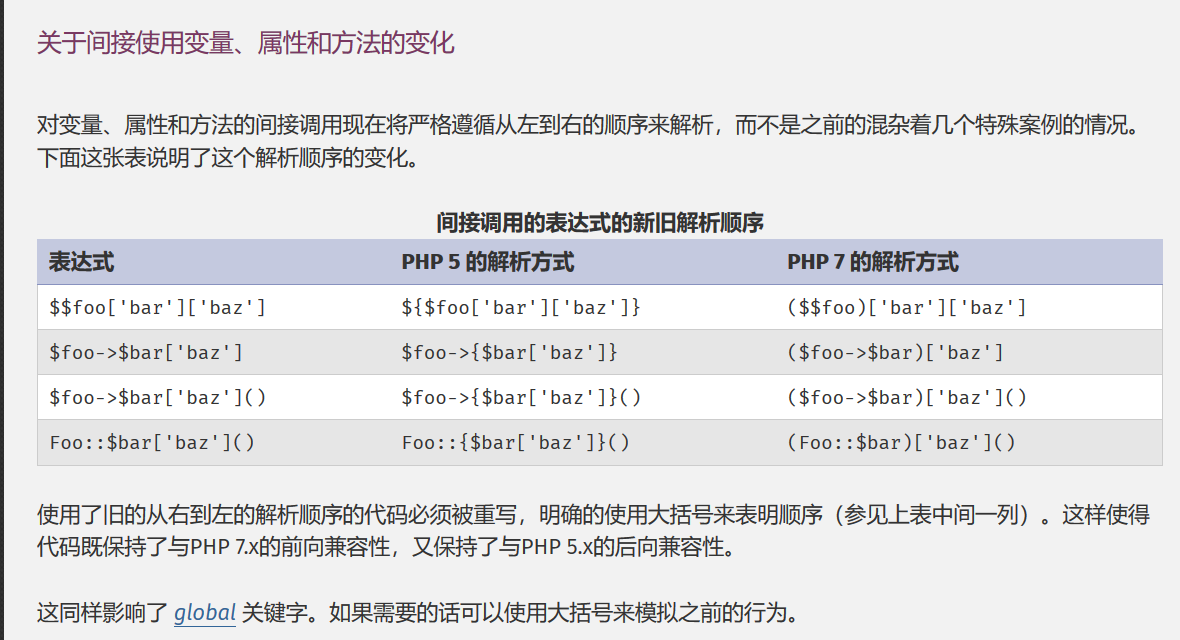 关于间接使用变量、属性和方法的变化
对变量、属性和方法的间接调用现在将严格遵循从左到右的顺序来解析，而不是之前的混杂着几个特殊案例的情况。
下面这张表说明了这个解析顺序的变化。
间接调用的表达式的新旧解析顺序
表达式 PHP 5 的解析方式 PHP 7 的解析方式
$$foo['bar']['baz'] ${$foo['bar']['baz']} ($$foo)['bar']['baz']
$foo->$bar['baz'] $foo->{$bar['baz']} ($foo->$bar)['baz']
$foo->$bar['baz']() $foo->{$bar['baz']}() ($foo->$bar)['baz']()
Foo::$bar['baz']() Foo::{$bar['baz']}() (Foo::$bar)['baz']()
使用了旧的从右到左的解析顺序的代码必须被重写，明确的使用大括号来表明顺序（参见上表中间一列）。这样使得
代码既保持了与PHP 7.x的前向兼容性，又保持了与PHP 5.x的后向兼容性。
这同样影响了 global 关键字。如果需要的话可以使用大括号来模拟之前的行为。